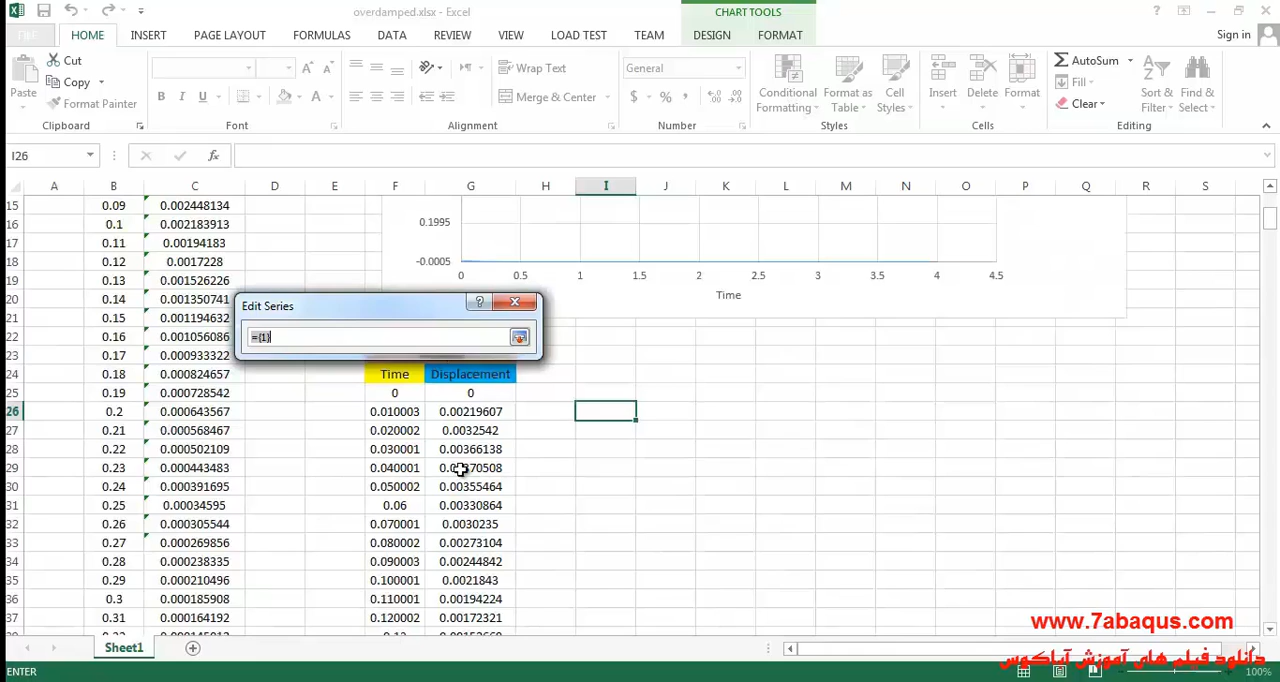 overdamped.xlsx - Excel
CHART TOOLS
FILE HOME INSERT PAGE LAYOUT FORMULAS DATA REVIEW VIEW LOAD TEST TEAM DESIGN FORMAT Sign in
Cut
Copy
Format Painter
Paste
Wrap Text
Merge & Center
General
Conditional Formatting
Format as Table
Cell Styles
Insert
Delete
Format
AutoSum
Fill
Clear
Sort & Filter
Find & Select
Clipboard Font Alignment Number Styles Cells Editing
I26
A B C D E F G H I J K L M N O P Q R S
15 0.09 0.002448134
16 0.1 0.002183913
17 0.11 0.00194183
18 0.12 0.0017228
19 0.13 0.001526226
20 0.14 0.001350741
21 0.15 0.001194632
22 0.16 0.001056086
23 0.17 0.000933322
24 0.18 0.000824657 Time Displacement
25 0.19 0.000728542 0 0
26 0.2 0.000643567 0.010003 0.00219607
27 0.21 0.000568467 0.020002 0.0032542
28 0.22 0.000502109 0.030001 0.00366138
29 0.23 0.000443483 0.040001
30 0.24 0.000391695 0.050002 0.00355464
31 0.25 0.00034595 0.06 0.00330864
32 0.26 0.000305544 0.070001 0.0030235
33 0.27 0.000269856 0.080002 0.00273104
34 0.28 0.000238335 0.090003 0.00244842
35 0.29 0.000210496 0.100001 0.0021843
36 0.3 0.000185908 0.110001 0.00194224
37 0.31 0.000164192 0.120002 0.00172321
0.1995
-0.0005
0 0.5 1 1.5 2 2.5 3 3.5 4 4.5
Time
Edit Series
={1}
Sheet1
ENTER
100%
www.7abaqus.com
دانلود فیلم های آموزش آباکوس